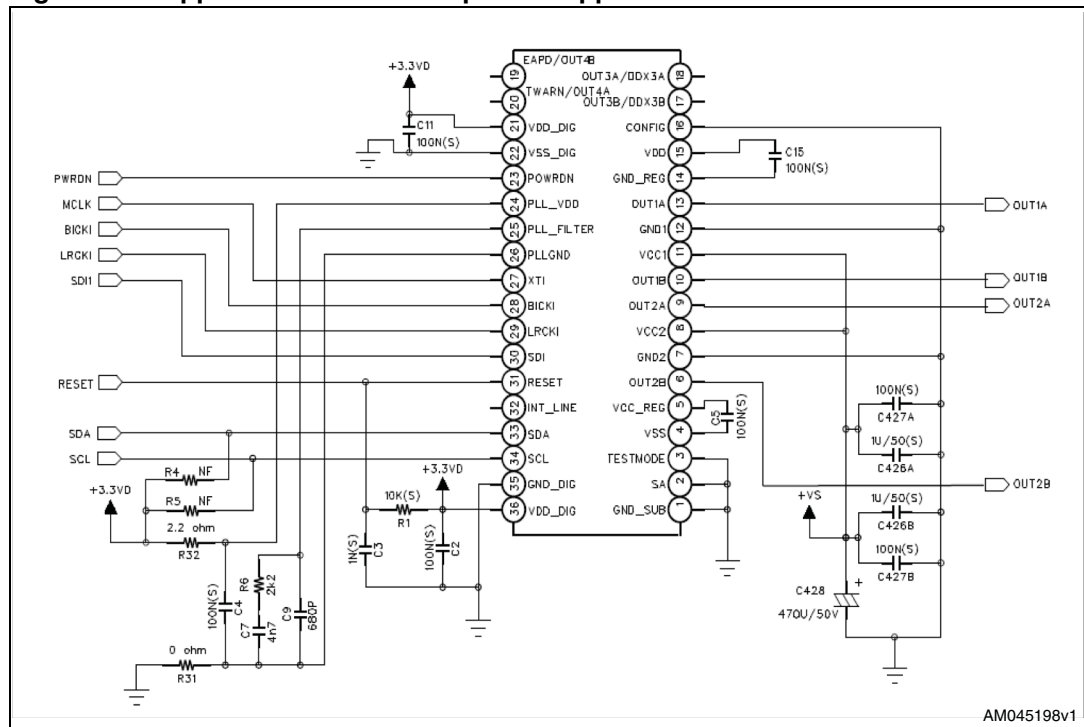 +3.3VD
C11
100N(S)
PWRDN
MCLK
BICKI
LRCKI
SDI1
RESET
SDA
SCL
R4 NF
R5 NF
+3.3VD
2.2 ohm
R32
100N(S)
C4
R6
2k2
C7
4n7
C9
680P
0 ohm
R31
1N(S)
C3
10K(S)
R1
+3.3VD
100N(S)
C2
EAPD/OUT4B
19
TWARN/OUT4A
20
21 VDD_DIG
22 VSS_DIG
23 POWRDN
24 PLL_VDD
25 PLL_FILTER
26 PLLGND
27 XTI
28 BICKI
29 LRCKI
30 SDI
31 RESET
32 INT_LINE
33 SDA
34 SCL
35 GND_DIG
36 VDD_DIG
OUT3A/DDX3A 18
OUT3B/DDX3B 17
CONFIG 16
VDD 15
GND_REG 14
OUT1A 13
GND1 12
VCC1 11
OUT1B 10
OUT2A 9
VCC2 8
GND2 7
OUT2B 6
VCC_REG 5
VSS 4
TESTMODE 3
SA 2
GND_SUB 1
C15
100N(S)
C5
100N(S)
OUT1A
OUT1B
OUT2A
OUT2B
100N(S)
C427A
1U/50(S)
C426A
+VS
1U/50(S)
C426B
100N(S)
C427B
C428
+
470U/50V
AM045198v1